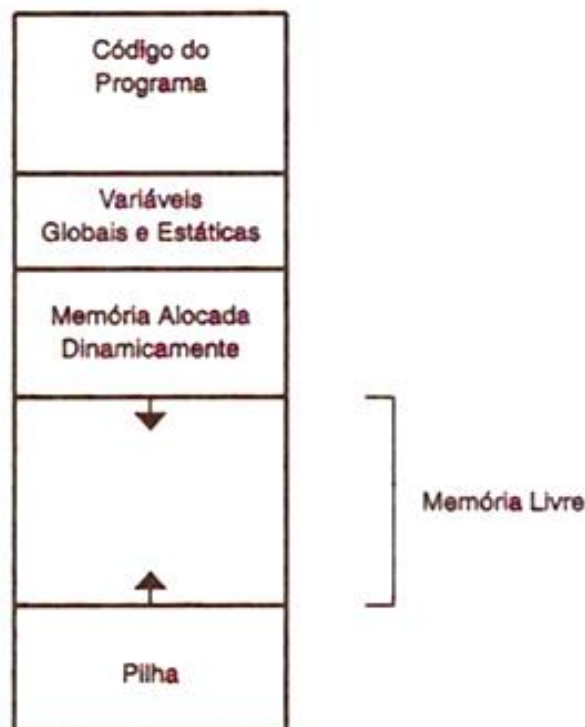 Código do
Programa
Variáveis
Globais e Estáticas
Memória Alocada
Dinamicamente
Memória Livre
Pilha